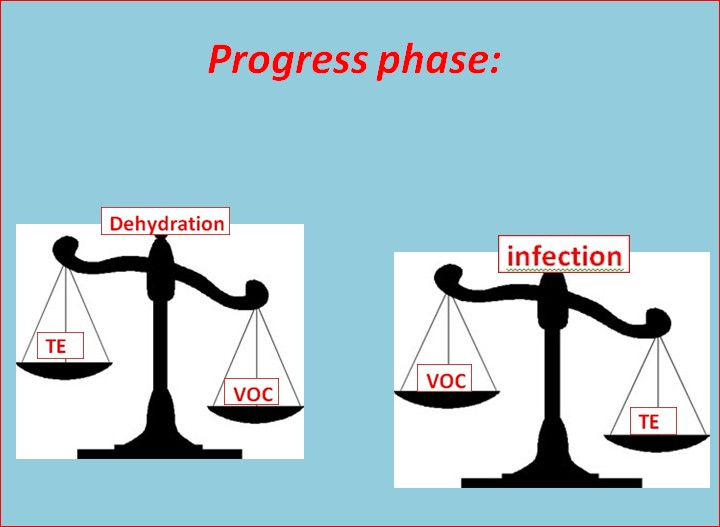 Progress phase:
Dehydration
TE
VOC
infection
VOC
TE